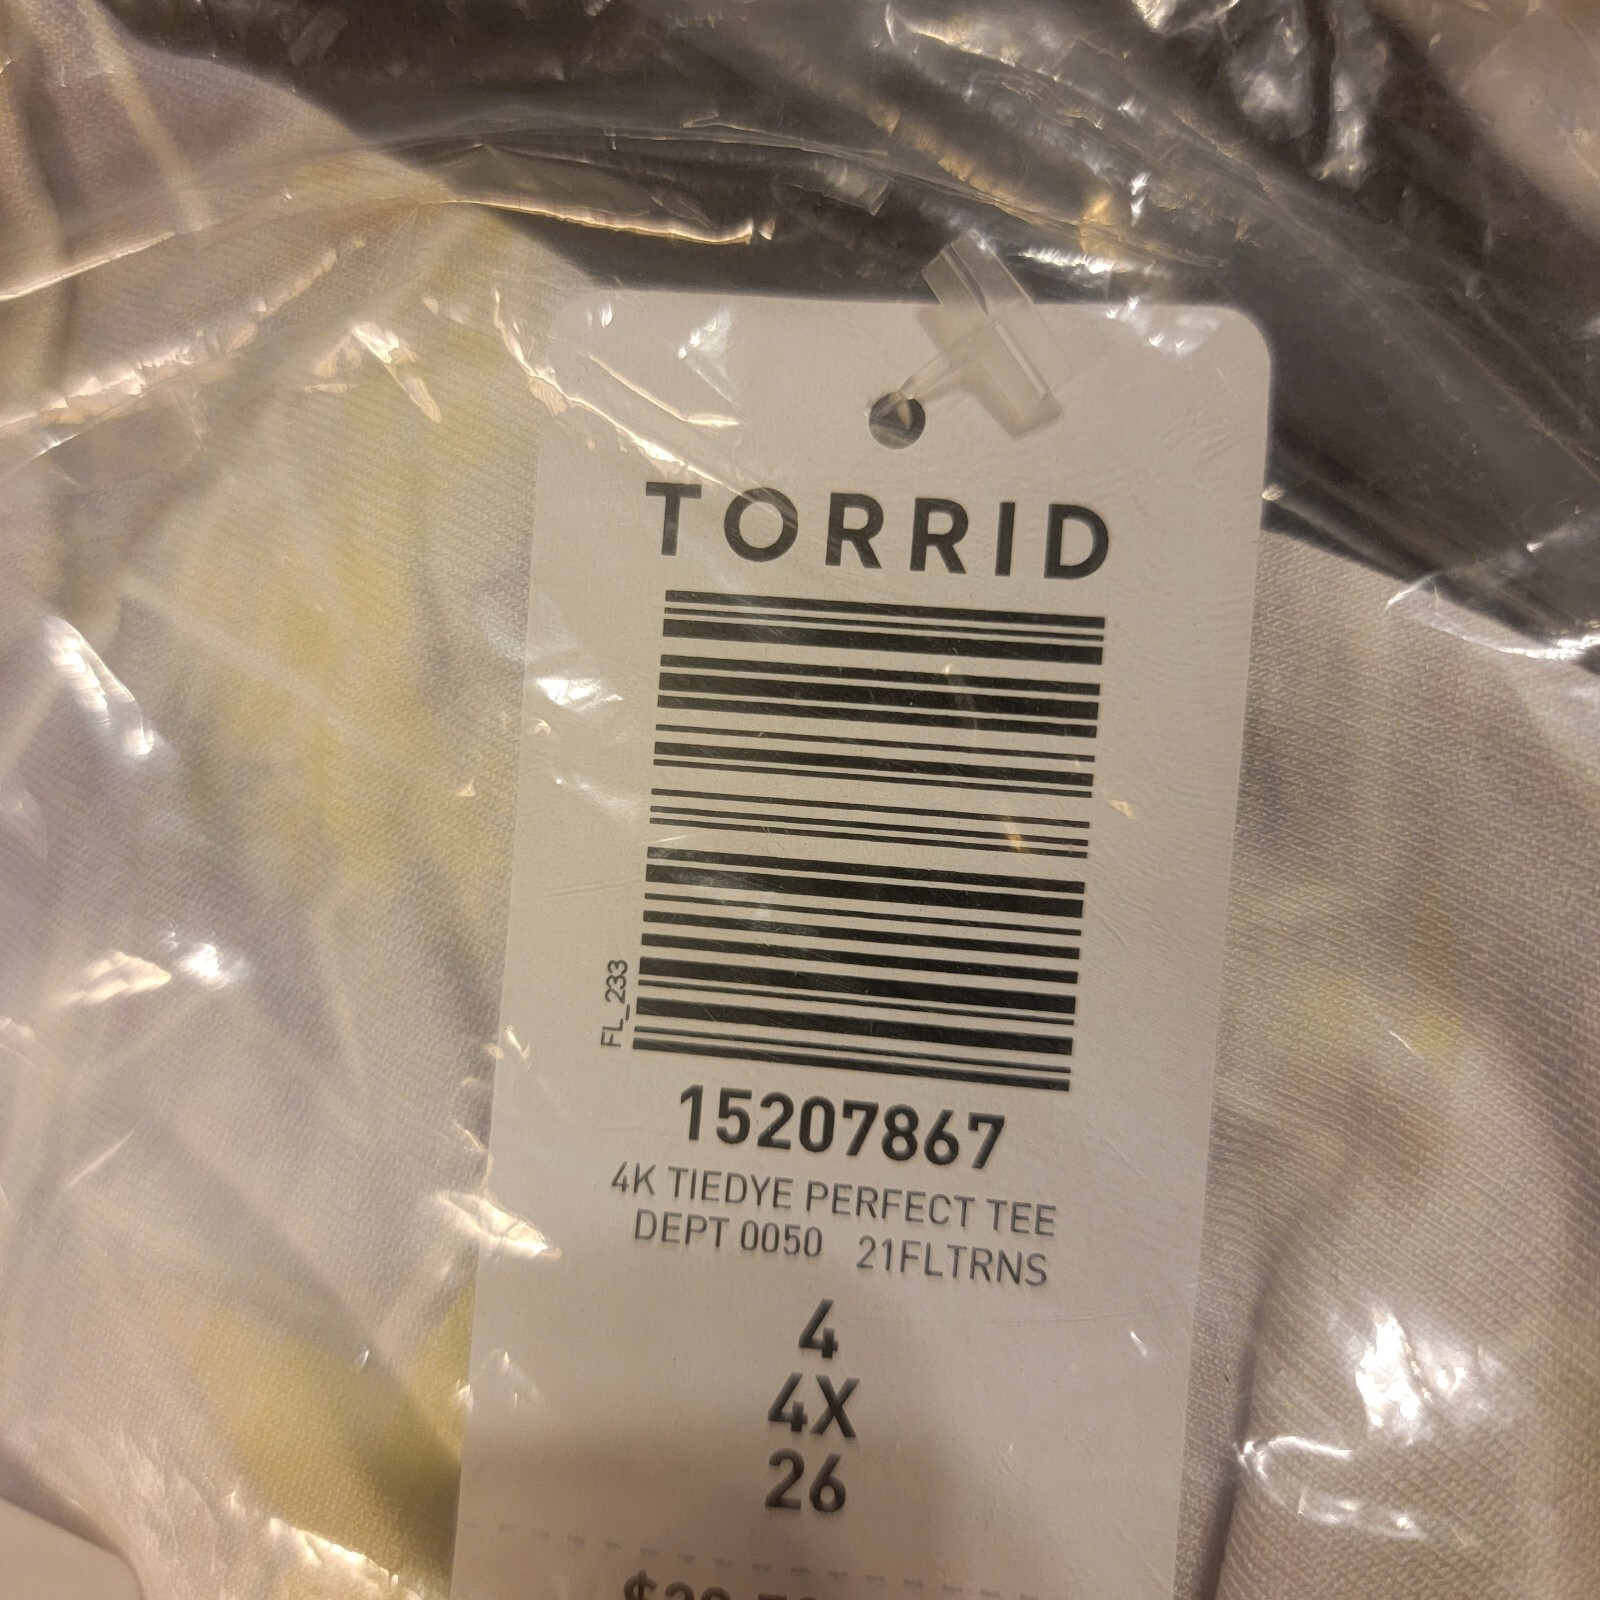 TORRID
FL_233
15207867
4K TIEDYE PERFECT TEE
DEPT 0050 21FLTRNS
4
4X
26